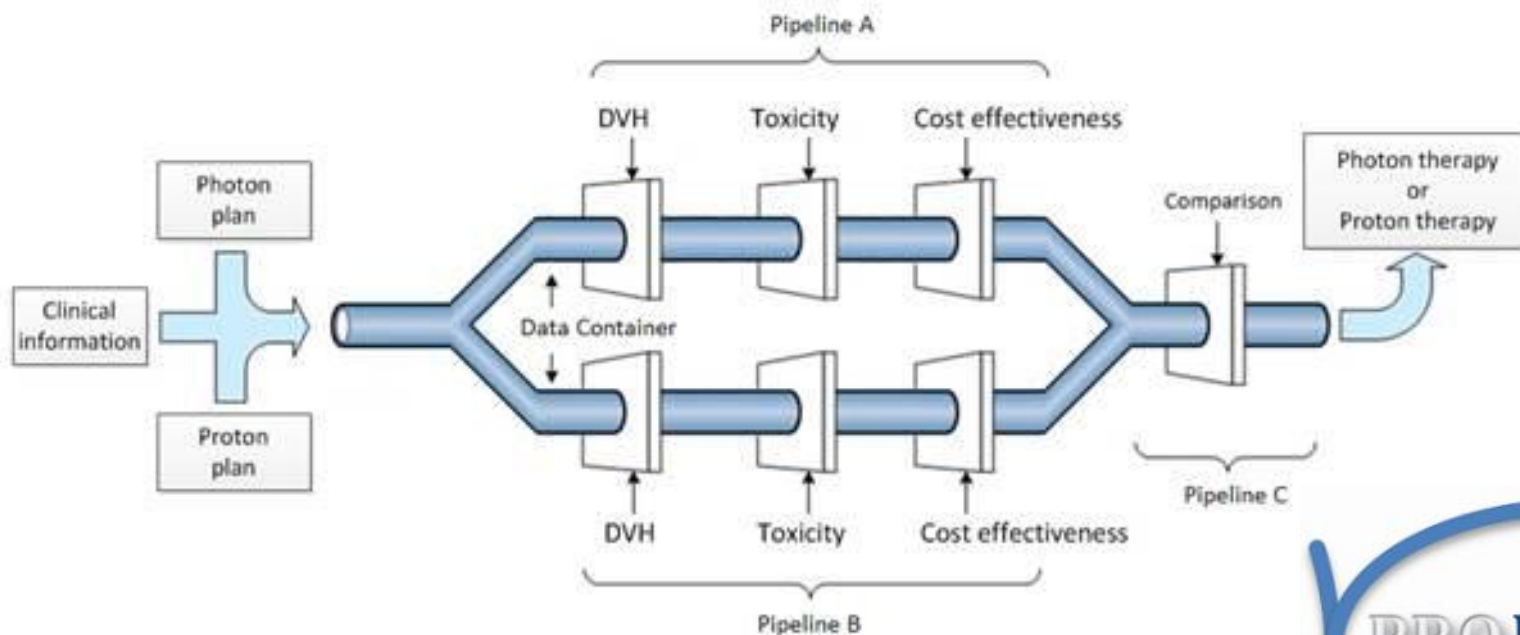 Pipeline A
DVH
Toxicity
Cost effectiveness
Photon
plan
Clinical
information
Proton
plan
Data Container
Comparison
Photon therapy
or
Proton therapy
DVH
Toxicity
Cost effectiveness
Pipeline B
Pipeline C